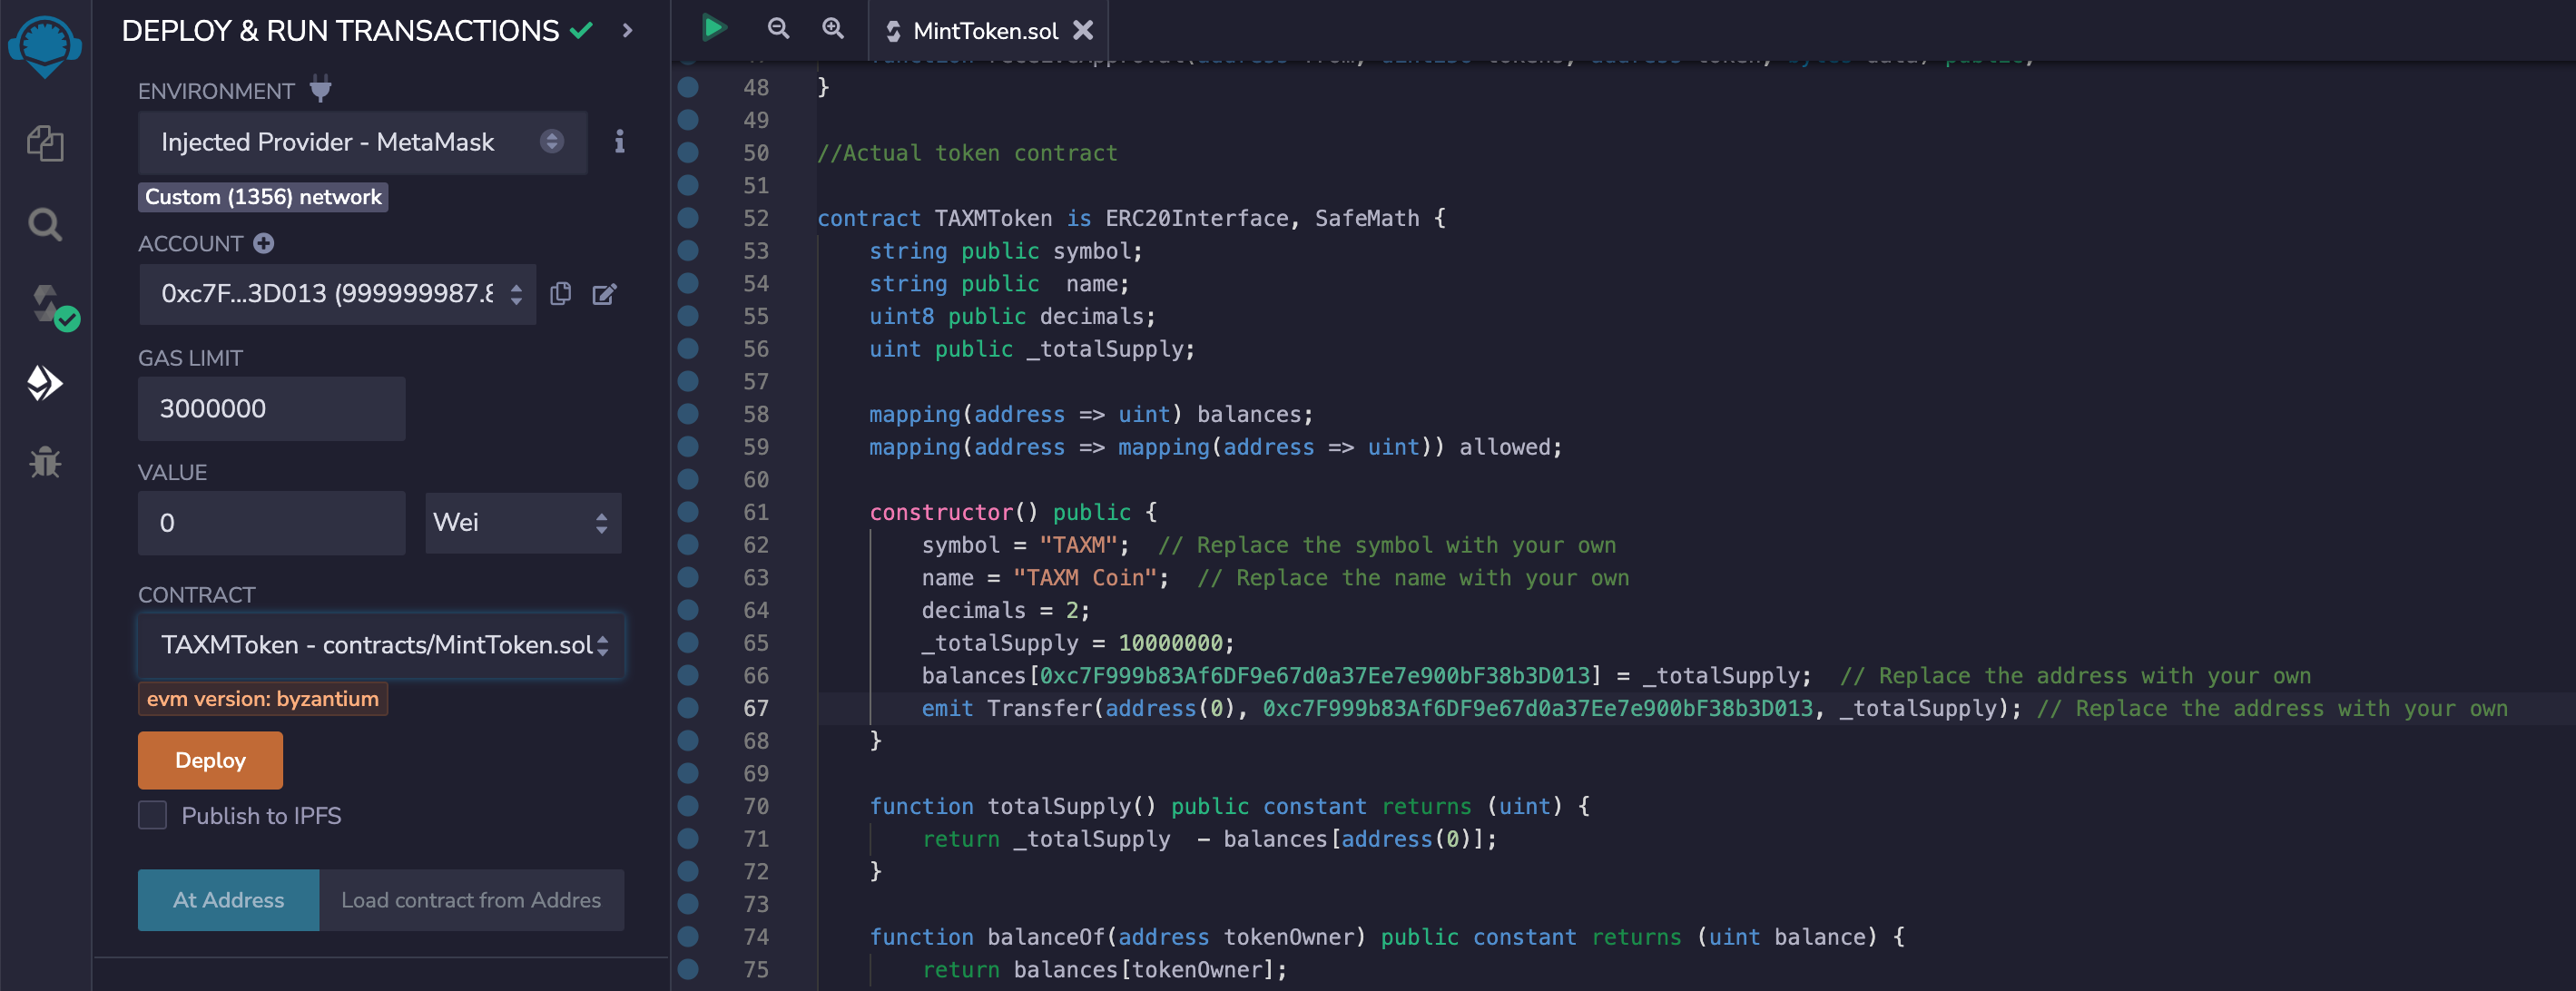 DEPLOY & RUN TRANSACTIONS
ENVIRONMENT
Injected Provider - MetaMask
Custom (1356) network
ACCOUNT
0xc7F...3D013 (999999987.8
GAS LIMIT
3000000
VALUE
0
Wei
CONTRACT
TAXMToken - contracts/MintToken.sol
evm version: byzantium
Deploy
Publish to IPFS
At Address
Load contract from Addres
MintToken.sol
48 }
49
50 //Actual token contract
51
52 contract TAXMToken is ERC20Interface, SafeMath {
53 string public symbol;
54 string public  name;
55 uint8 public decimals;
56 uint public _totalSupply;
57
58 mapping(address => uint) balances;
59 mapping(address => mapping(address => uint)) allowed;
60
61 constructor() public {
62 symbol = "TAXM";  // Replace the symbol with your own
63 name = "TAXM Coin";  // Replace the name with your own
64 decimals = 2;
65 _totalSupply = 10000000;
66 balances[0xc7F999b83Af6DF9e67d0a37Ee7e900bF38b3D013] = _totalSupply;  // Replace the address with your own
67 emit Transfer(address(0), 0xc7F999b83Af6DF9e67d0a37Ee7e900bF38b3D013, _totalSupply); // Replace the address with your own
68 }
69
70 function totalSupply() public constant returns (uint) {
71 return _totalSupply  - balances[address(0)];
72 }
73
74 function balanceOf(address tokenOwner) public constant returns (uint balance) {
75 return balances[tokenOwner];